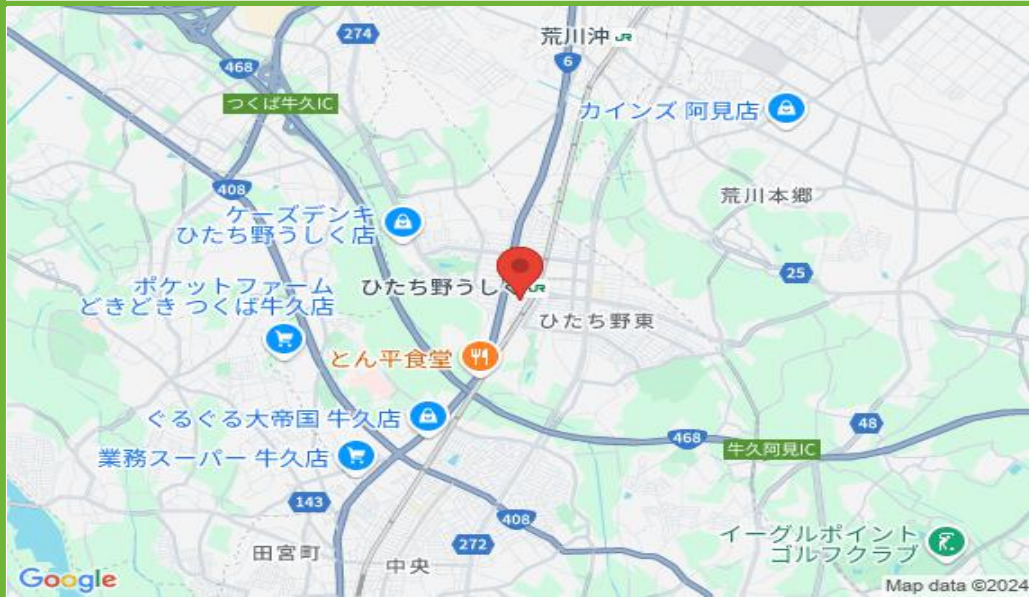 274
荒川沖
JR
468
6
つくば牛久IC
カインズ 阿見店
408
荒川本郷
ケーズデンキ
ひたち野うしく店
25
ポケットファーム
どきどき つくば牛久店
ひたち野うしく
JR
ひたち野東
とん平食堂
ぐるぐる大帝国 牛久店
48
468
牛久阿見IC
業務スーパー 牛久店
143
408
272
イーグルポイント
ゴルフクラブ
田宮町
中央
Google
Map data ©2024